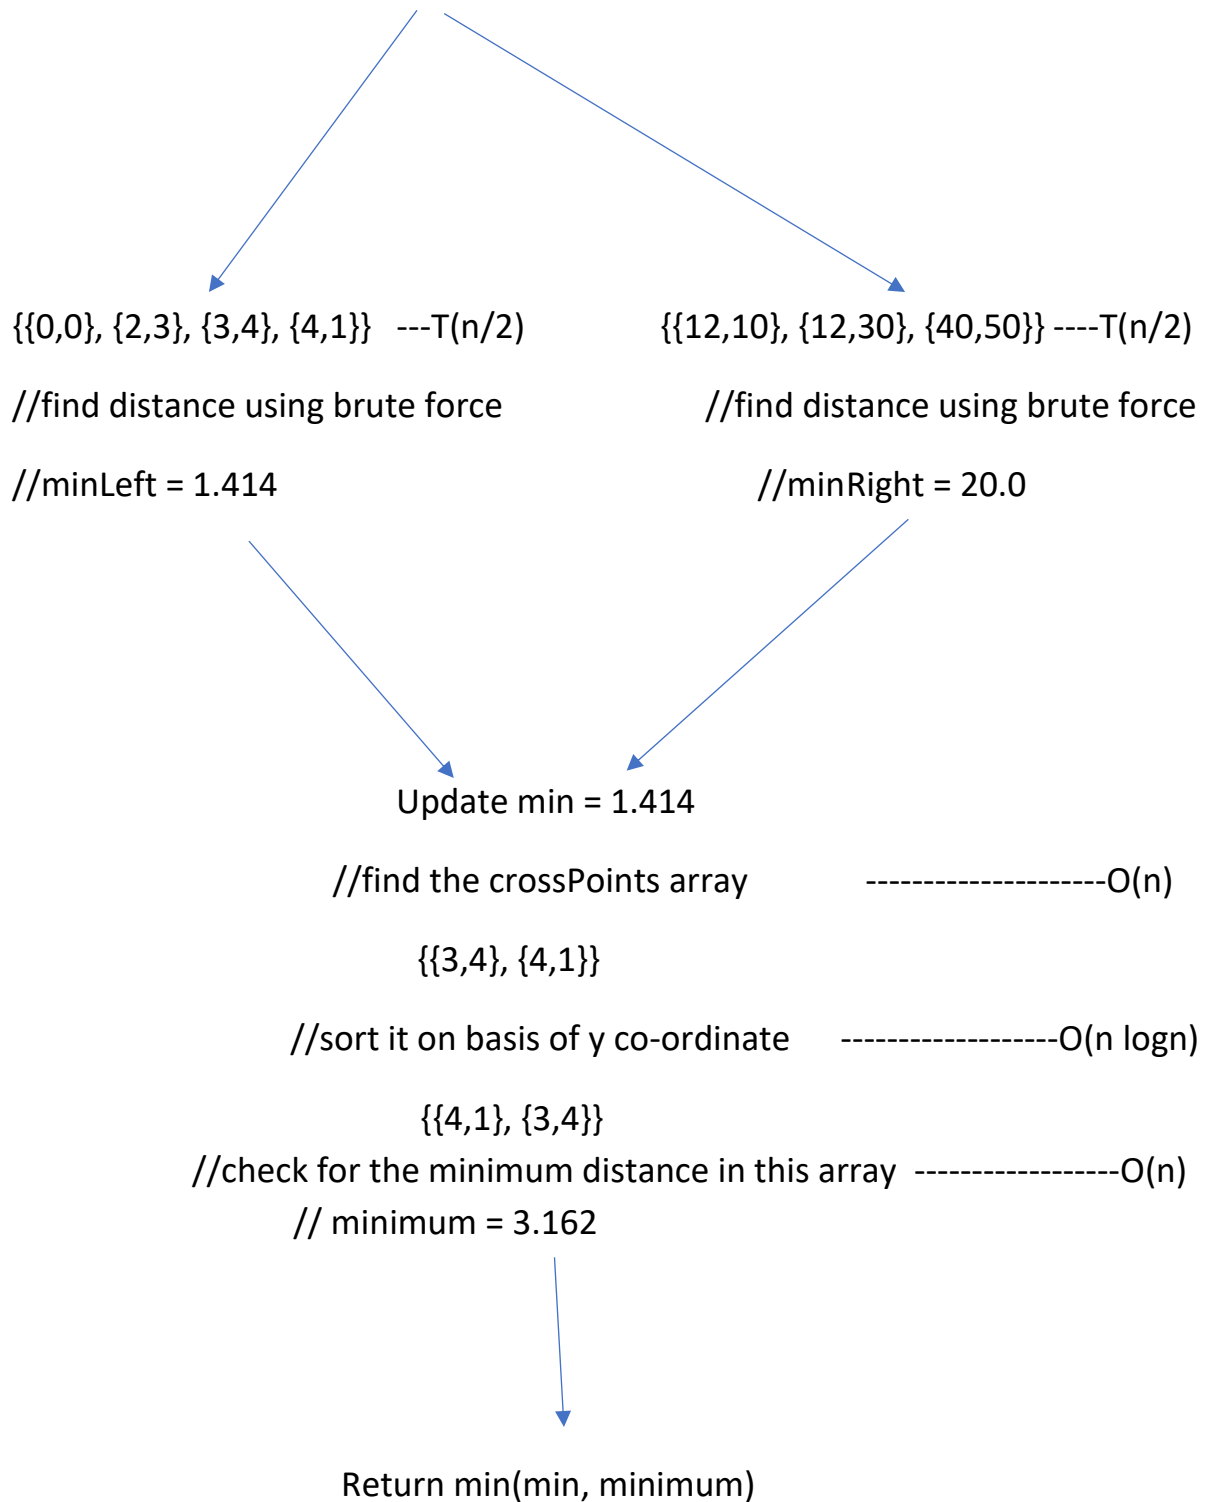 {{0,0}, {2,3}, {3,4}, {4,1}} ---T(n/2) {{12,10}, {12,30}, {40,50}} ----T(n/2)
//find distance using brute force //find distance using brute force
//minLeft = 1.414 //minRight = 20.0
Update min = 1.414
//find the crossPoints array ---------------------O(n)
{{3,4}, {4,1}}
//sort it on basis of y co-ordinate -------------------O(n logn)
{{4,1}, {3,4}}
//check for the minimum distance in this array ------------------O(n)
// minimum = 3.162
Return min(min, minimum)